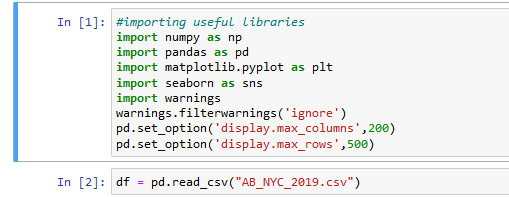 In [1]: #importing useful libraries
import numpy as np
import pandas as pd
import matplotlib.pyplot as plt
import seaborn as sns
import warnings
warnings.filterwarnings('ignore')
pd.set_option('display.max_columns',200)
pd.set_option('display.max_rows',500)
In [2]: df = pd.read_csv("AB_NYC_2019.csv")